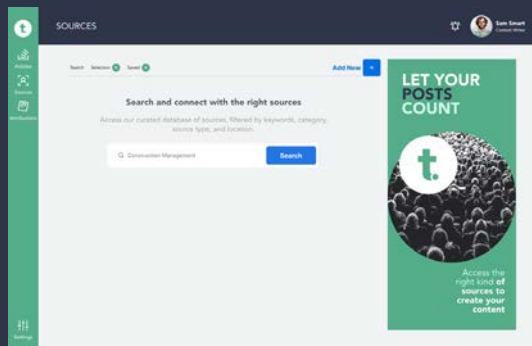 t
SOURCES
Sam Smart
Content Writer
Articles
Sources
Attributions
Settings
Search Selection Saved
Add New +
Search and connect with the right sources
Access our curated database of sources, filtered by keywords, category,
source type, and location.
Construction Management
Search
LET YOUR
POSTS
COUNT
t.
Access the
right kind of
sources to
create your
content